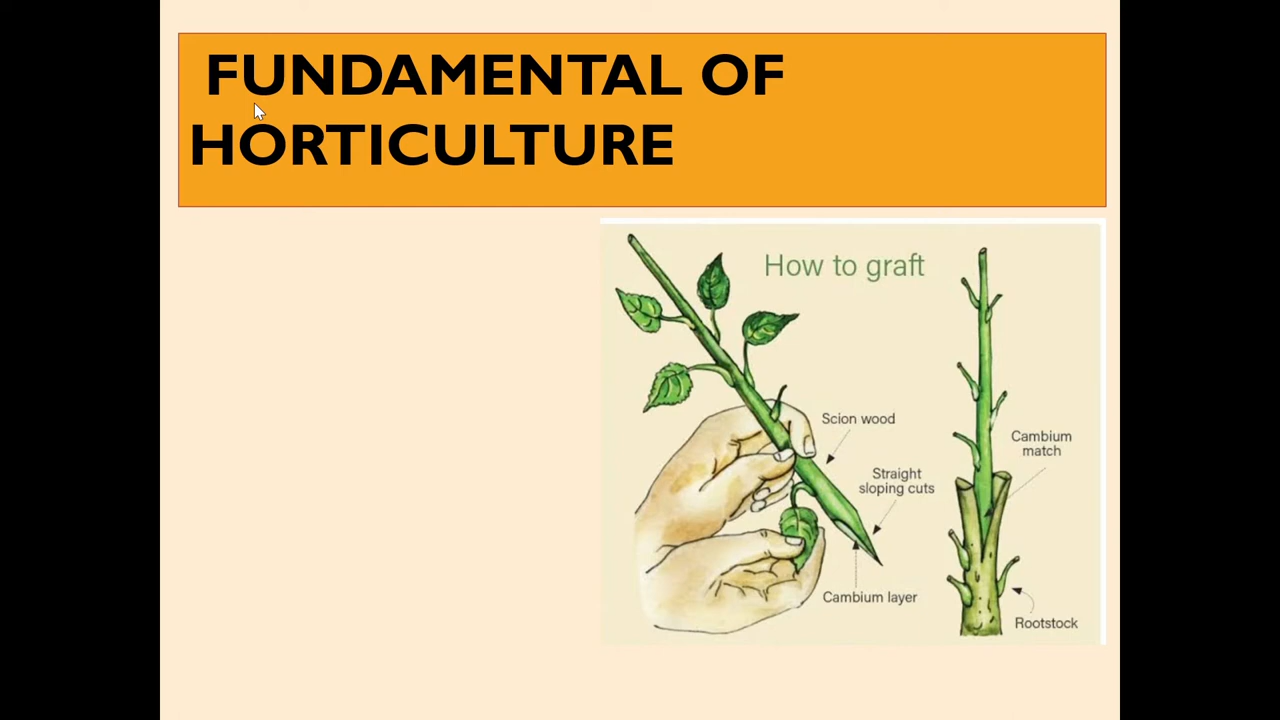 FUNDAMENTAL OF
HORTICULTURE
How to graft
Scion wood
Straight
sloping cuts
Cambium layer
Cambium
match
Rootstock